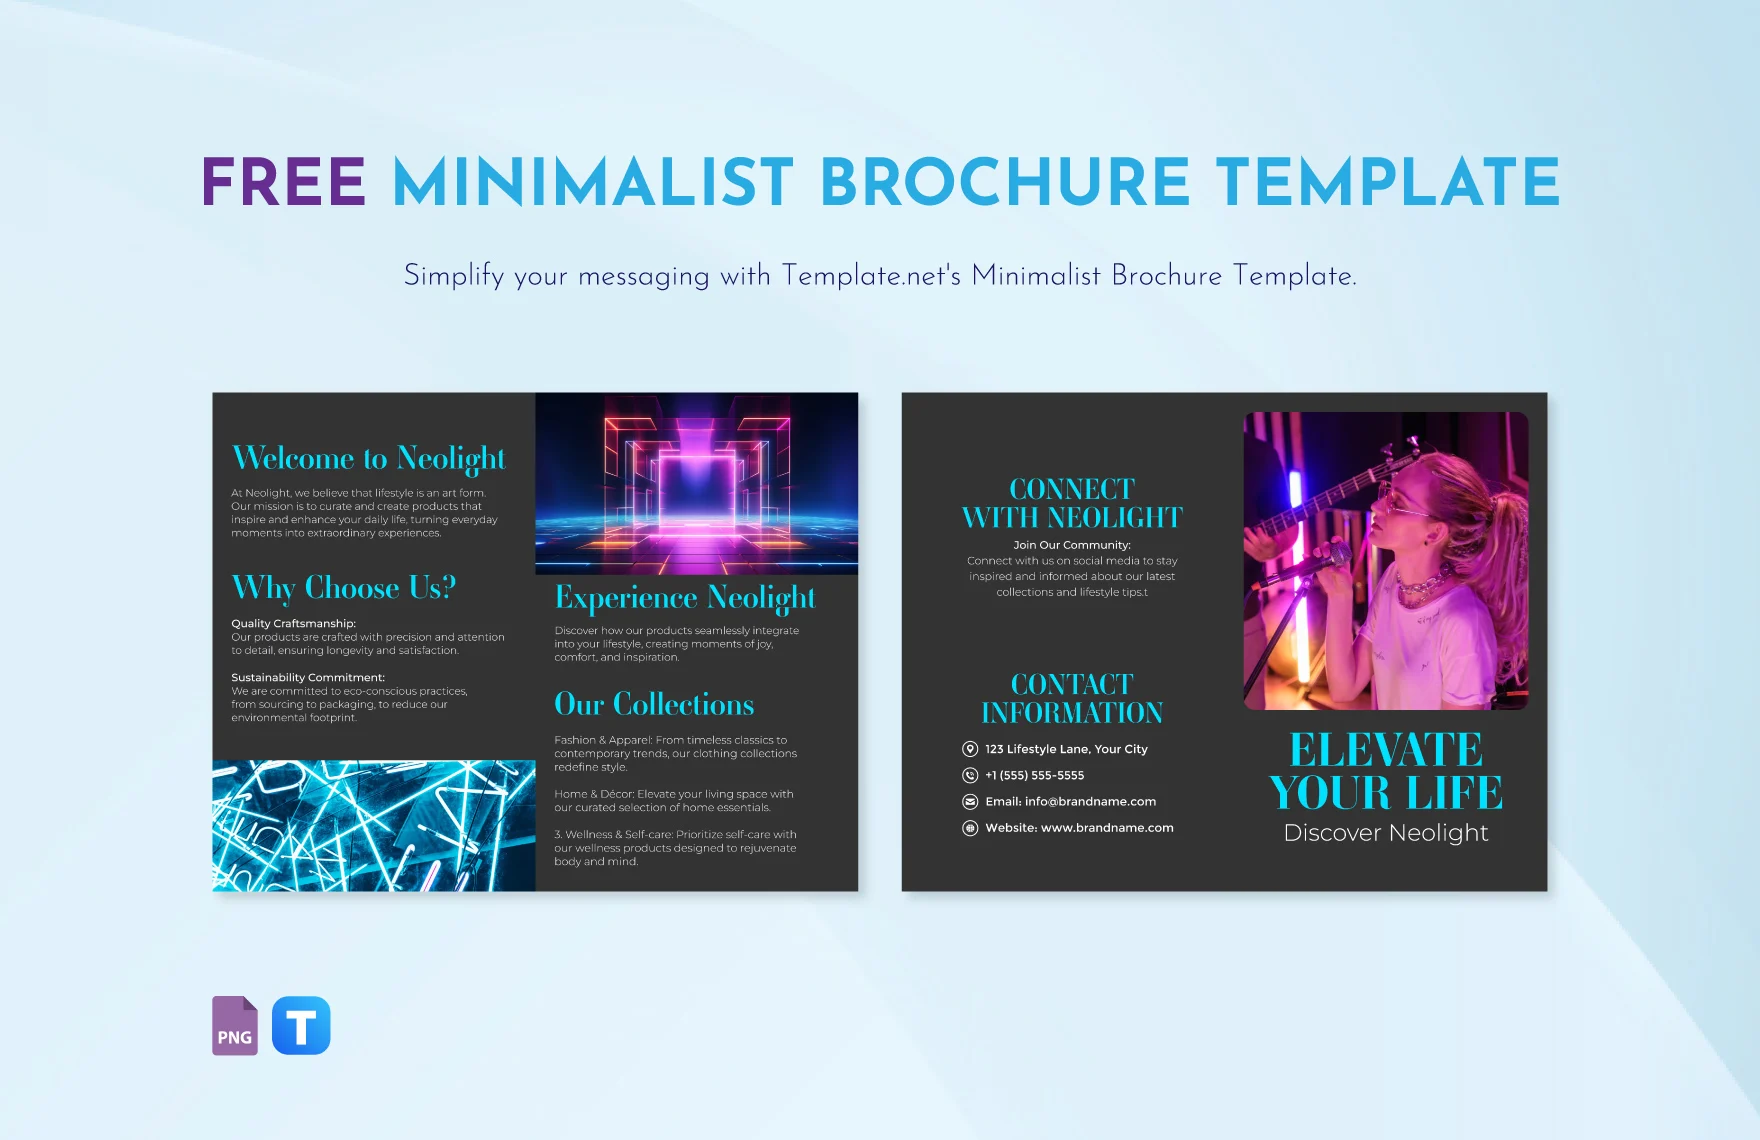 FREE MINIMALIST BROCHURE TEMPLATE
Simplify your messaging with Template.net's Minimalist Brochure Template.
Welcome to Neolight
At Neolight, we believe that lifestyle is an art form.
Our mission is to curate and create products that
inspire and enhance your daily life, turning everyday
moments into extraordinary experiences.
Why Choose Us?
Quality Craftsmanship:
Our products are crafted with precision and attention
to detail, ensuring longevity and satisfaction.
Sustainability Commitment:
We are committed to eco-conscious practices,
from sourcing to packaging, to reduce our
environmental footprint.
Experience Neolight
Discover how our products seamlessly integrate
into your lifestyle, creating moments of joy,
comfort, and inspiration.
Our Collections
Fashion & Apparel: From timeless classics to
contemporary trends, our clothing collections
redefine style.
Home & Décor: Elevate your living space with
our curated selection of home essentials.
3. Wellness & Self-care: Prioritize self-care with
our wellness products designed to rejuvenate
body and mind.
CONNECT
WITH NEOLIGHT
Join Our Community:
Connect with us on social media to stay
inspired and informed about our latest
collections and lifestyle tips.t
CONTACT
INFORMATION
123 Lifestyle Lane, Your City
+1 (555) 555-5555
Email: info@brandname.com
Website: www.brandname.com
ELEVATE
YOUR LIFE
Discover Neolight
PNG
T